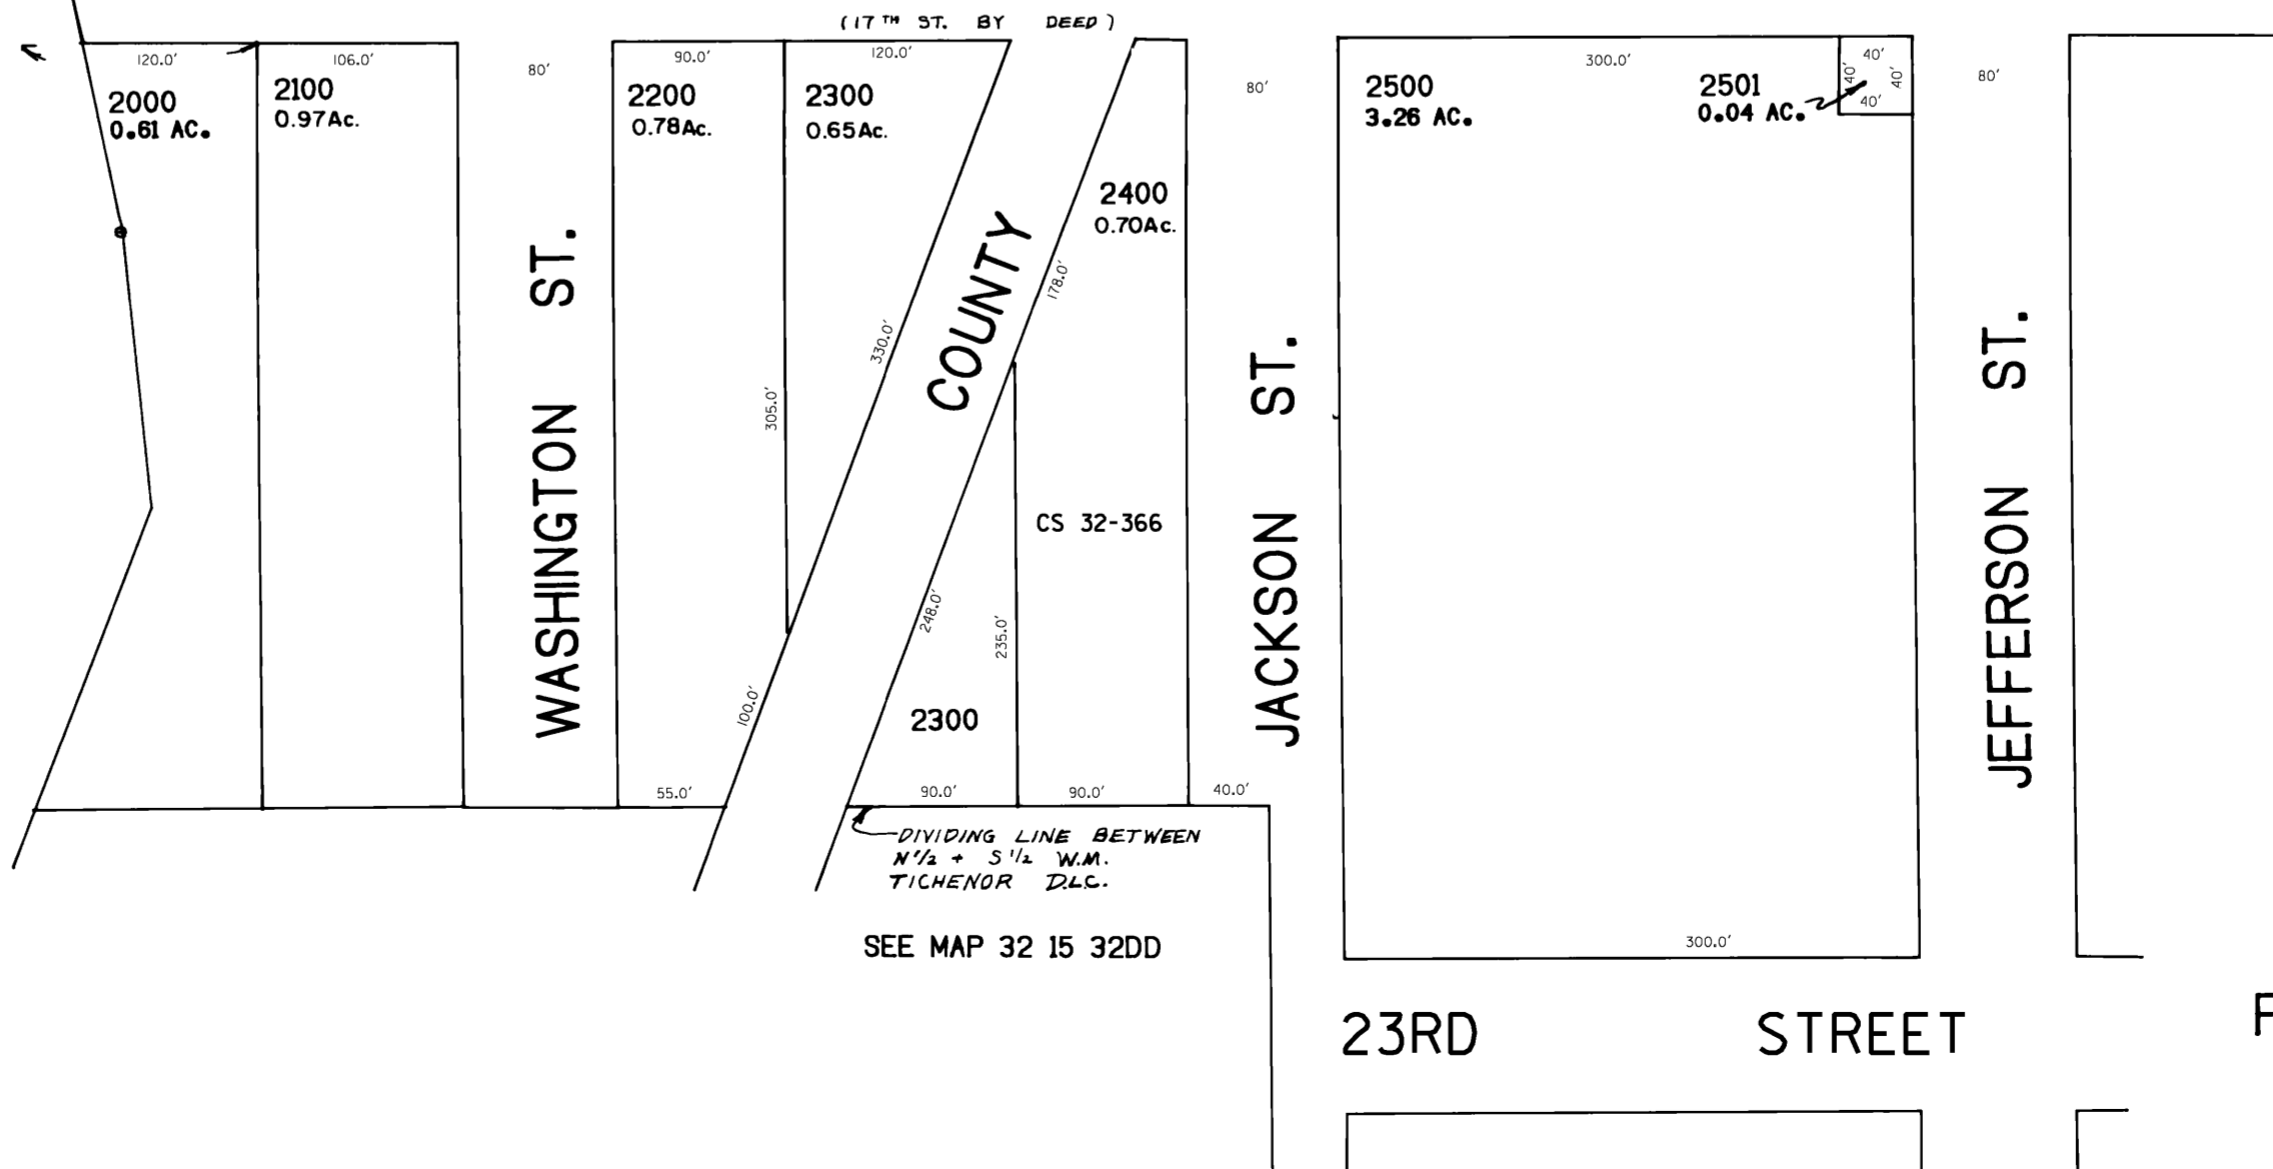 (17TH ST. BY DEED)
120.0'
106.0'
80'
90.0'
120.0'
80'
300.0'
40'
40'
40'
40'
80'
2000
0.61 AC.
2100
0.97Ac.
2200
0.78Ac.
2300
0.65Ac.
2400
0.70Ac.
2500
3.26 AC.
2501
0.04 AC.
WASHINGTON ST.
COUNTY
JACKSON ST.
JEFFERSON ST.
178.0'
330.0'
305.0'
248.0'
235.0'
100.0'
CS 32-366
2300
55.0'
90.0'
90.0'
40.0'
DIVIDING LINE BETWEEN
N 1/2 + S 1/2 W.M.
TICHENOR D.L.C.
SEE MAP 32 15 32DD
300.0'
23RD STREET